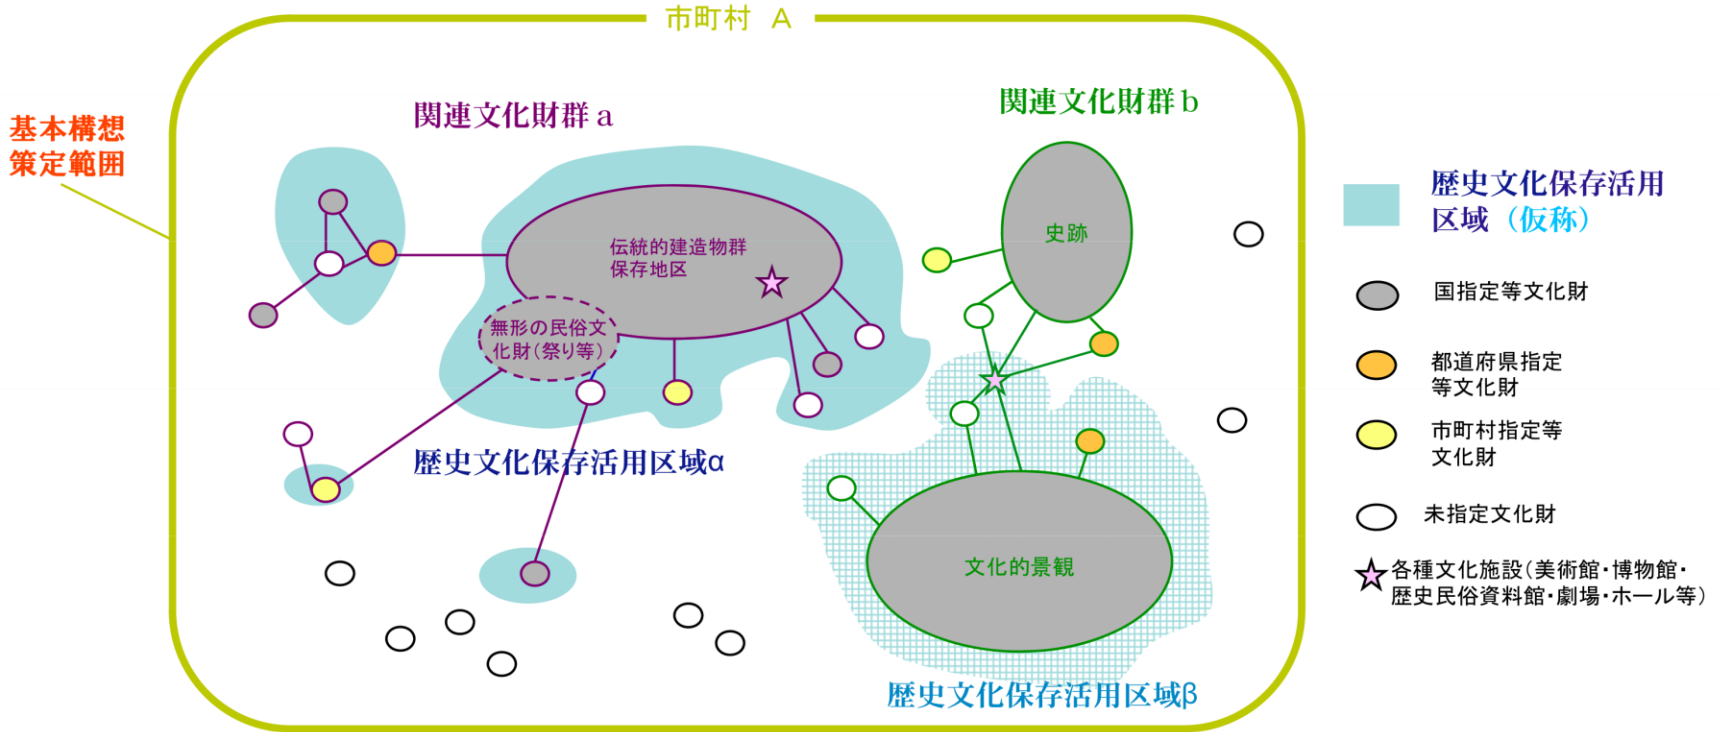 市町村 A
基本構想
策定範囲
関連文化財群a
関連文化財群b
伝統的建造物群
保存地区
無形の民俗文
化財(祭り等)
史跡
歴史文化保存活用区域α
文化的景観
歴史文化保存活用区域β
歴史文化保存活用
区域(仮称)
国指定等文化財
都道府県指定
等文化財
市町村指定等
文化財
未指定文化財
各種文化施設(美術館・博物館・
歴史民俗資料館・劇場・ホール等)